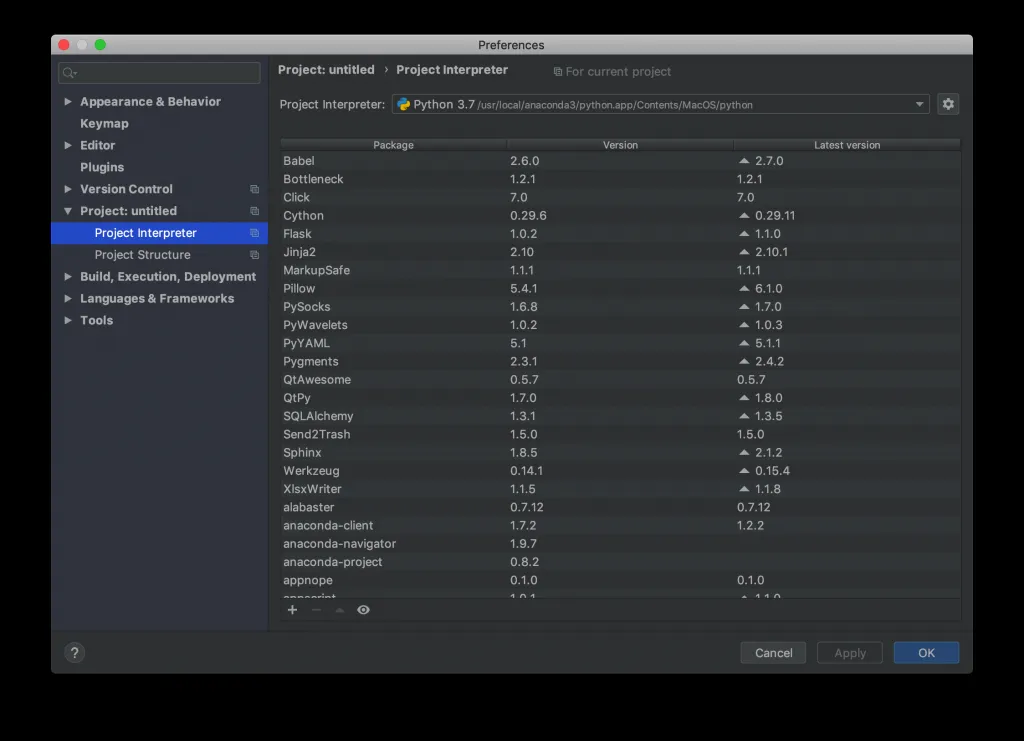 Preferences
Project: untitled › Project Interpreter For current project
Appearance & Behavior
Keymap
Editor
Plugins
Version Control
Project: untitled
Project Interpreter
Project Structure
Build, Execution, Deployment
Languages & Frameworks
Tools
Project Interpreter: Python 3.7 /usr/local/anaconda3/python.app/Contents/MacOS/python
Package Version Latest version
Babel 2.6.0 2.7.0
Bottleneck 1.2.1 1.2.1
Click 7.0 7.0
Cython 0.29.6 0.29.11
Flask 1.0.2 1.1.0
Jinja2 2.10 2.10.1
MarkupSafe 1.1.1 1.1.1
Pillow 5.4.1 6.1.0
PySocks 1.6.8 1.7.0
PyWavelets 1.0.2 1.0.3
PyYAML 5.1 5.1.1
Pygments 2.3.1 2.4.2
QtAwesome 0.5.7 0.5.7
QtPy 1.7.0 1.8.0
SQLAlchemy 1.3.1 1.3.5
Send2Trash 1.5.0 1.5.0
Sphinx 1.8.5 2.1.2
Werkzeug 0.14.1 0.15.4
XlsxWriter 1.1.5 1.1.8
alabaster 0.7.12 0.7.12
anaconda-client 1.7.2 1.2.2
anaconda-navigator 1.9.7
anaconda-project 0.8.2
appnope 0.1.0 0.1.0
appscript 1.0.1 1.1.0
? Cancel Apply OK